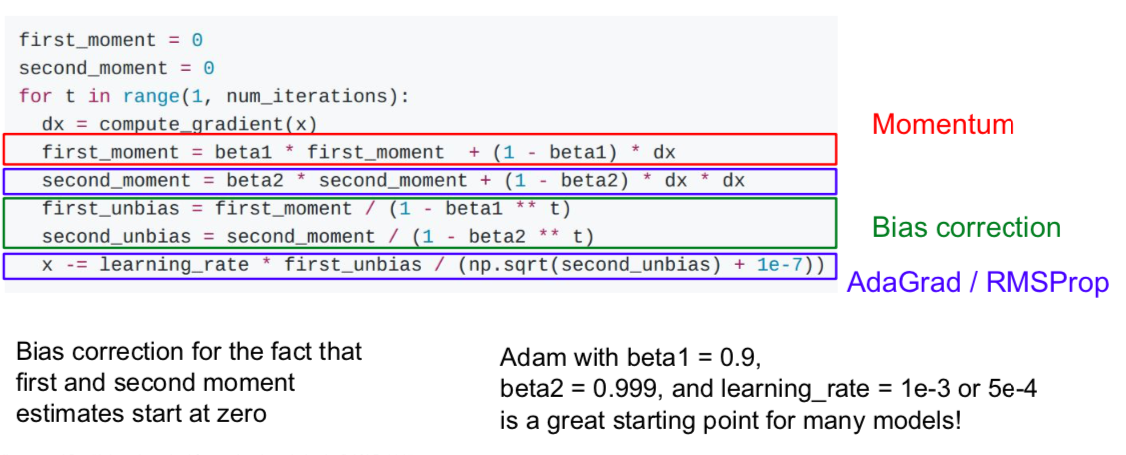 first_moment = 0
second_moment = 0
for t in range(1, num_iterations):
dx = compute_gradient(x)
first_moment = beta1 * first_moment + (1 - beta1) * dx
second_moment = beta2 * second_moment + (1 - beta2) * dx * dx
first_unbias = first_moment / (1 - beta1 ** t)
second_unbias = second_moment / (1 - beta2 ** t)
x -= learning_rate * first_unbias / (np.sqrt(second_unbias) + 1e-7))
Momentum
Bias correction
AdaGrad / RMSProp
Bias correction for the fact that
first and second moment
estimates start at zero
Adam with beta1 = 0.9,
beta2 = 0.999, and learning_rate = 1e-3 or 5e-4
is a great starting point for many models!